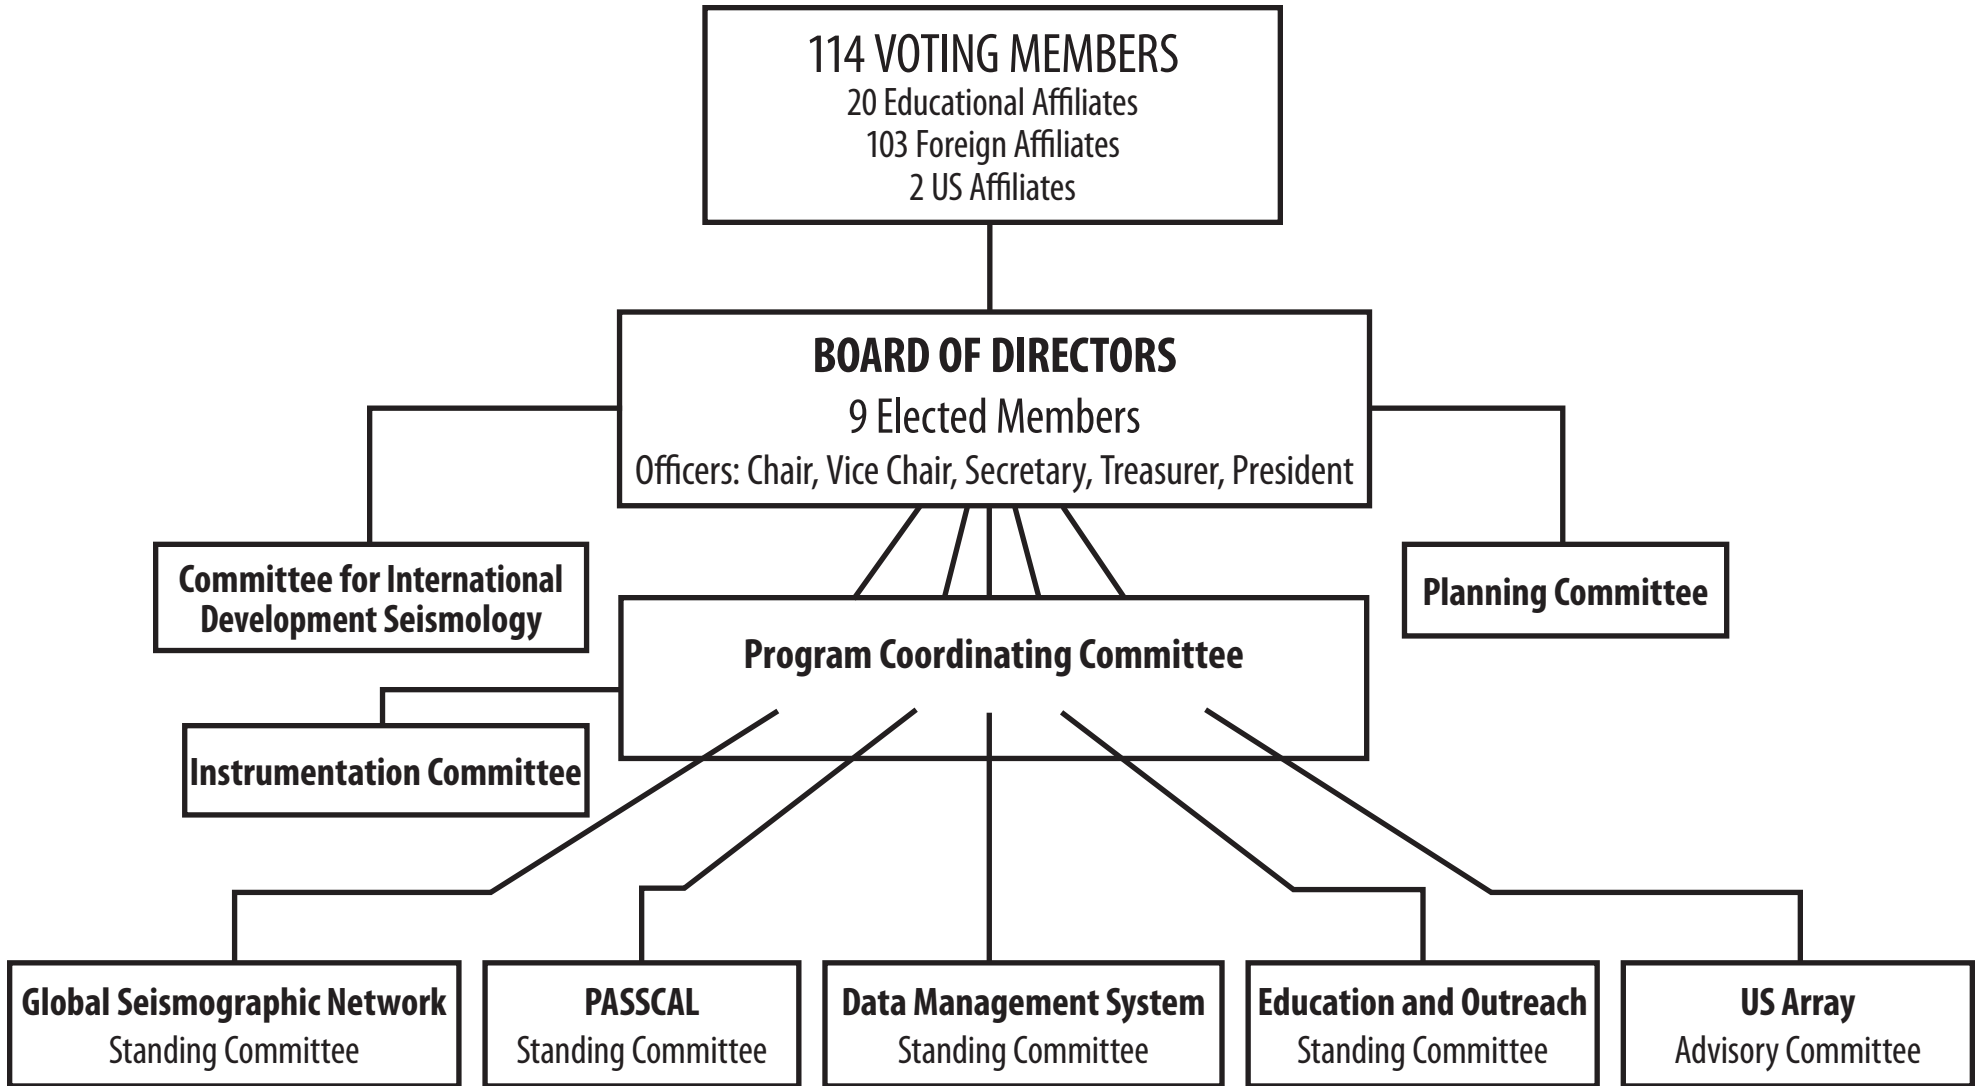 114 VOTING MEMBERS
20 Educational Affiliates
103 Foreign Affiliates
2 US Affiliates
BOARD OF DIRECTORS
9 Elected Members
Officers: Chair, Vice Chair, Secretary, Treasurer, President
Committee for International
Development Seismology
Planning Committee
Program Coordinating Committee
Instrumentation Committee
Global Seismographic Network
Standing Committee
PASSCAL
Standing Committee
Data Management System
Standing Committee
Education and Outreach
Standing Committee
US Array
Advisory Committee